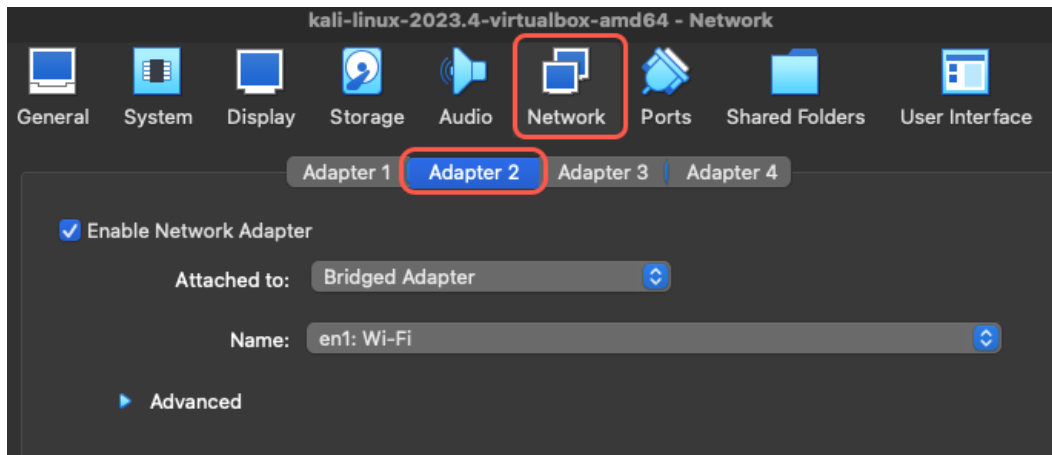 kali-linux-2023.4-virtualbox-amd64 - Network
General System Display Storage Audio Network Ports Shared Folders User Interface
Adapter 1 Adapter 2 Adapter 3 Adapter 4
Enable Network Adapter
Attached to: Bridged Adapter
Name: en1: Wi-Fi
Advanced